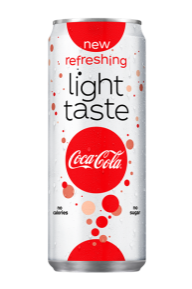 new
refreshing
light
taste
Coca-Cola
no
calories
no
sugar